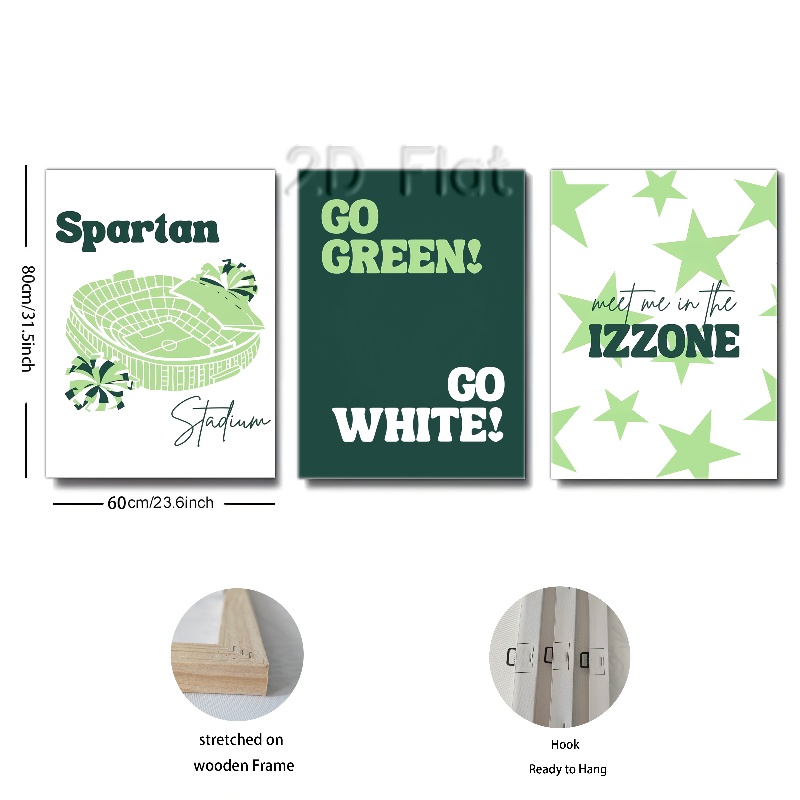 2D Flat
Spartan
Stadium
GO
GREEN!
GO
WHITE!
meet me in the
IZZONE
80cm/31.5inch
60cm/23.6inch
stretched on
wooden Frame
Hook
Ready to Hang